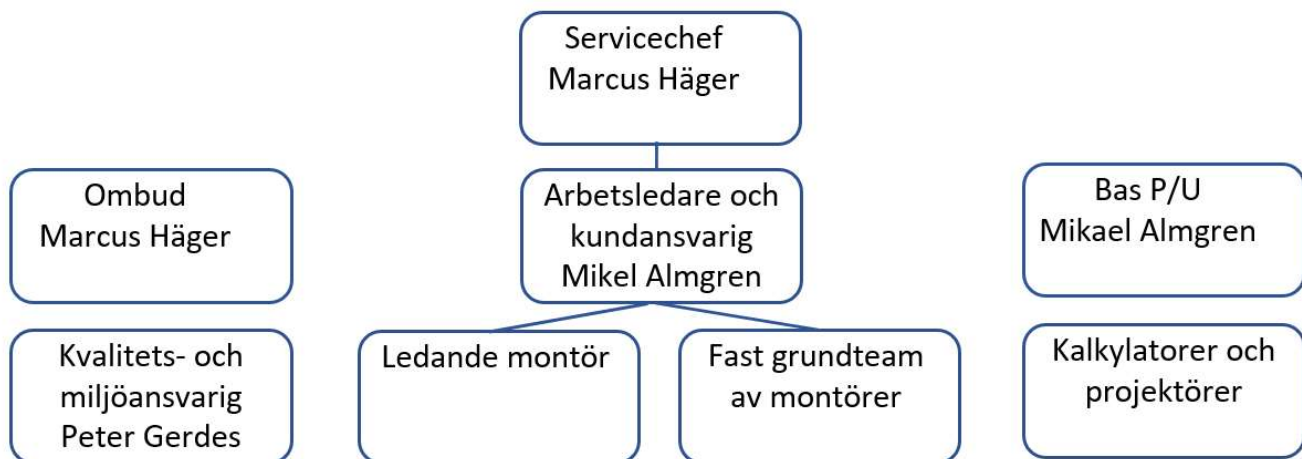 Servicechef
Marcus Häger
Ombud
Marcus Häger
Arbetsledare och
kundansvarig
Mikel Almgren
Bas P/U
Mikael Almgren
Kvalitets- och
miljöansvarig
Peter Gerdes
Ledande montör
Fast grundteam
av montörer
Kalkylatorer och
projektörer